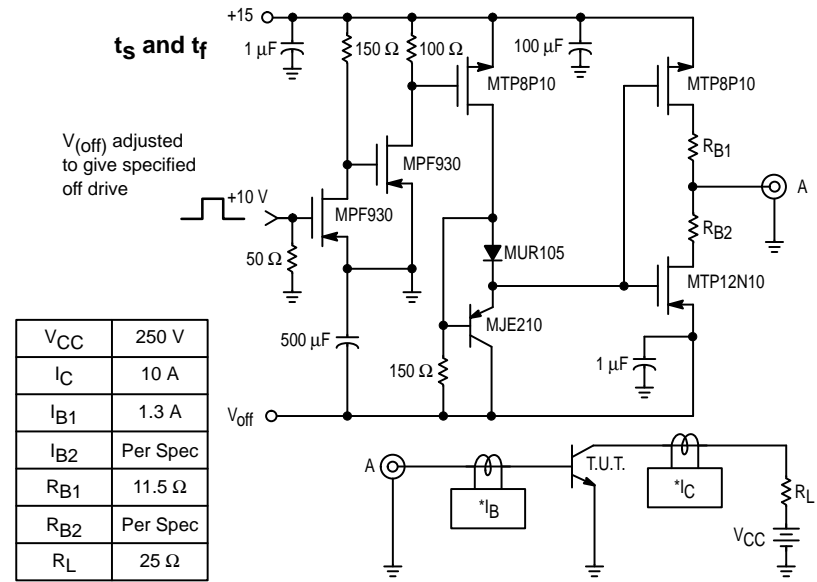 t_S and t_f
+15
1 μF
150 Ω
100 Ω
MTP8P10
100 μF
MTP8P10
V_(off) adjusted
to give specified
off drive
MPF930
R_B1
+10 V
MPF930
A
R_B2
50 Ω
MUR105
MTP12N10
500 μF
MJE210
150 Ω
1 μF
V_off
A
*I_B
T.U.T.
*I_C
R_L
V_CC
V_CC 250 V
I_C 10 A
I_B1 1.3 A
I_B2 Per Spec
R_B1 11.5 Ω
R_B2 Per Spec
R_L 25 Ω